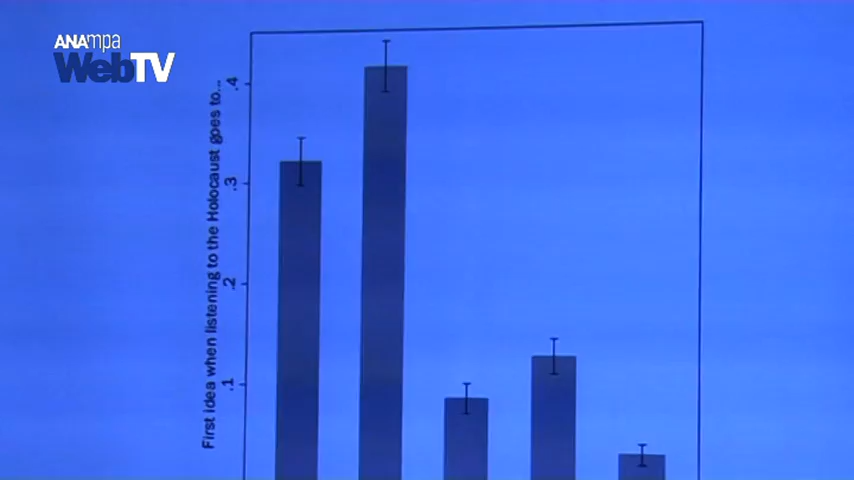 ANAmpa
WebTV
First idea when listening to the Holocaust goes to...
.4
.3
.2
.1